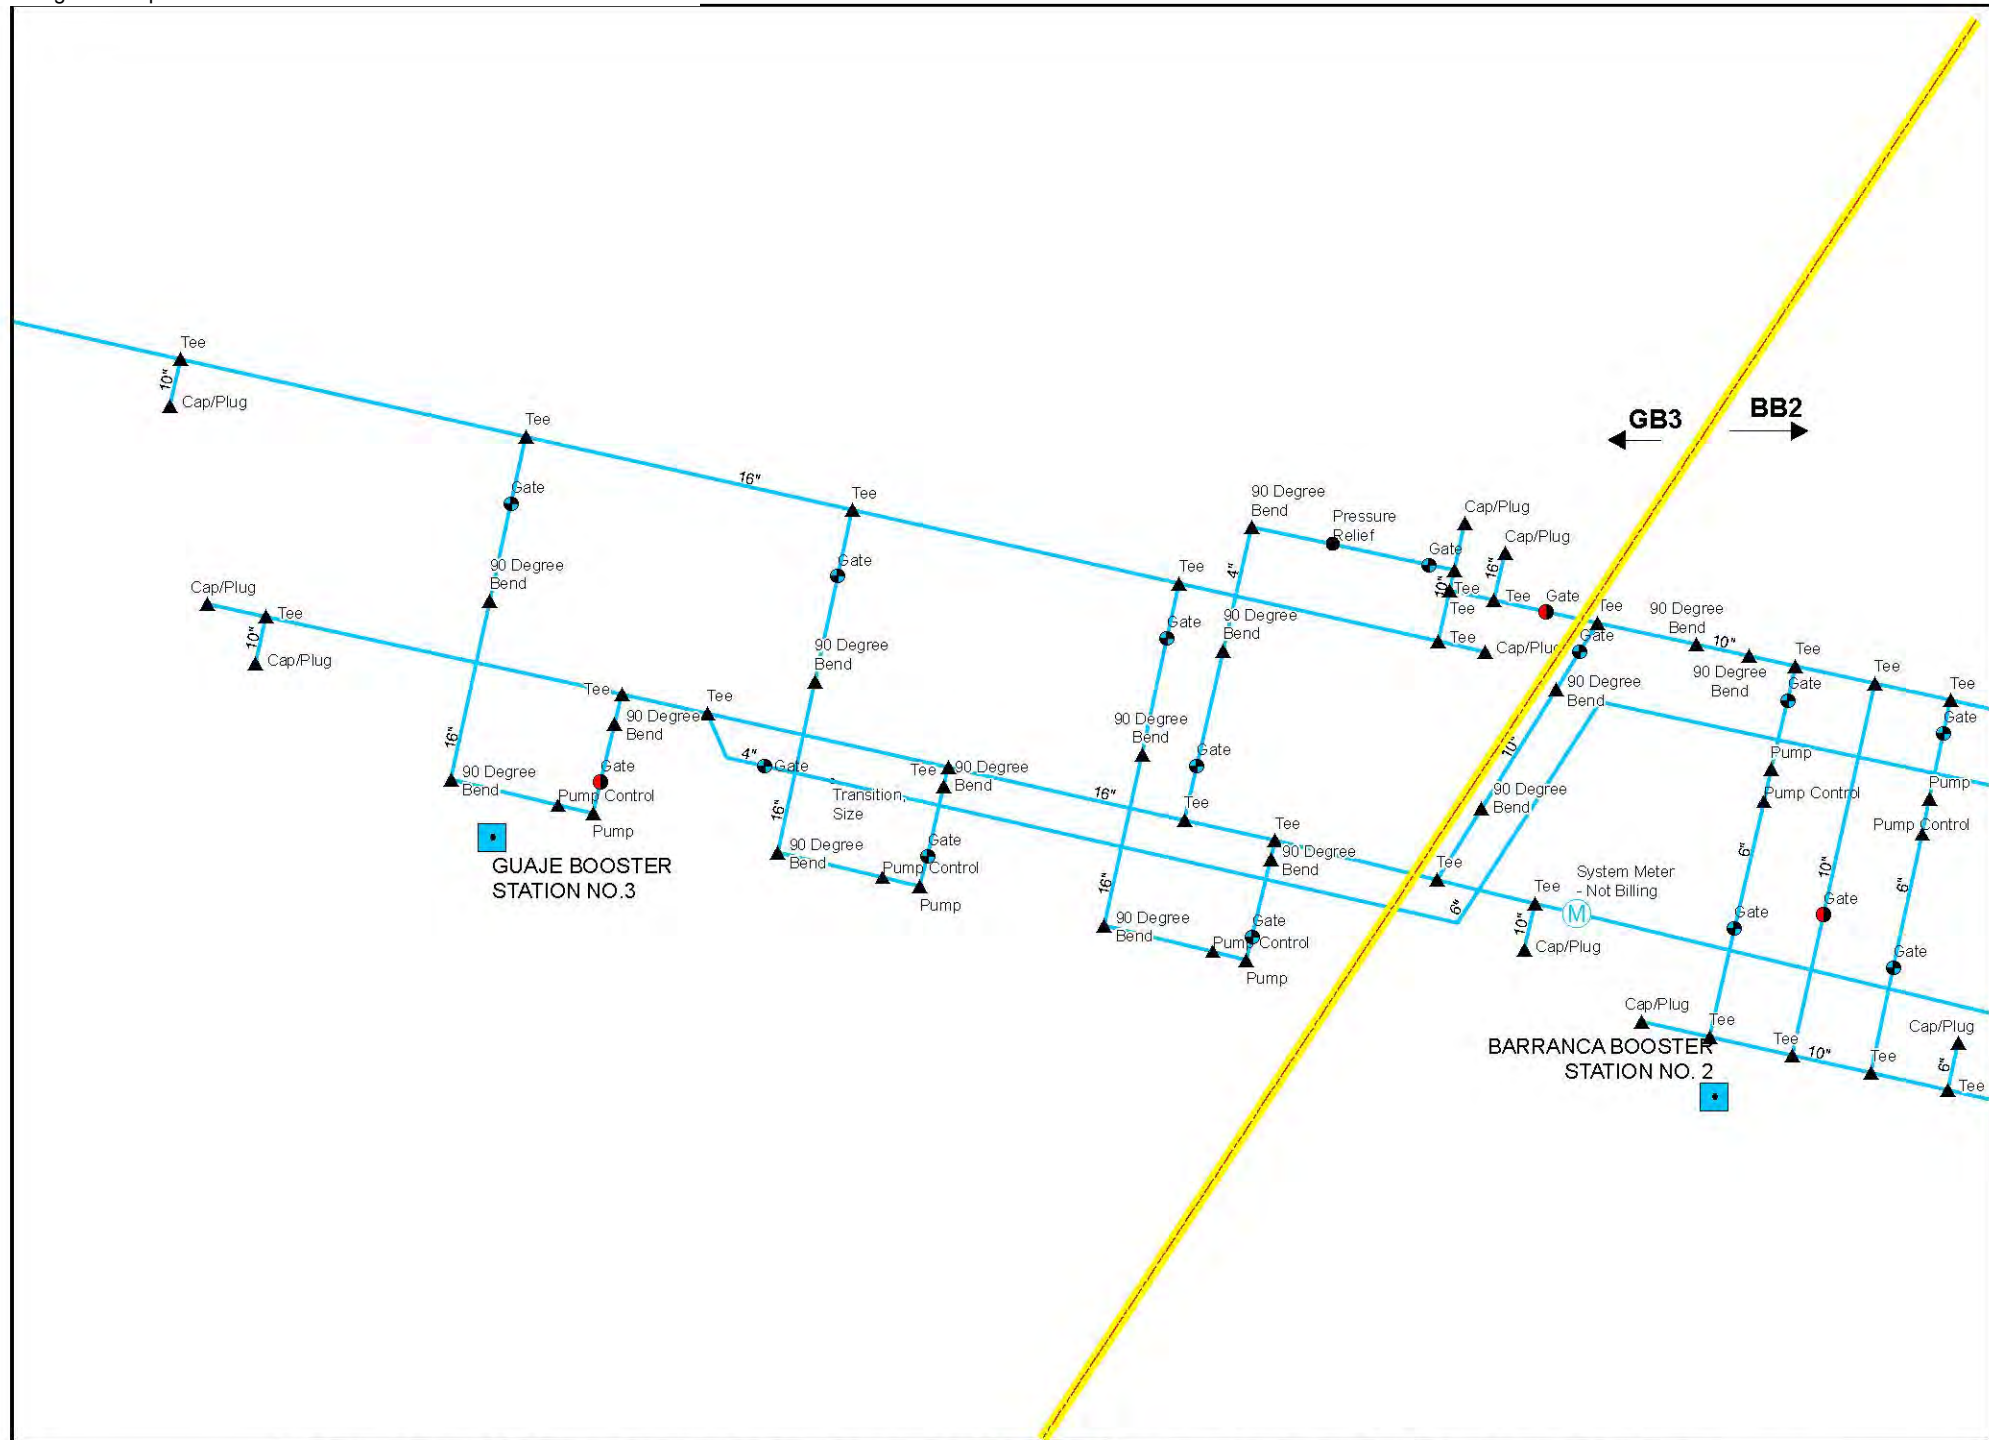 Tee
10"
Cap/Plug
Tee
Gate
16"
Tee
90 Degree
Bend
Gate
90 Degree
Bend
Cap/Plug
Tee
10"
Cap/Plug
16"
90 Degree
Bend
Tee
90 Degree
Bend
Gate
Pump Control
Pump
GUAJE BOOSTER
STATION NO.3
Tee
4"
Gate
Transition,
Size
16"
90 Degree
Bend
Tee
90 Degree
Bend
Gate
Pump Control
Pump
16"
Tee
Gate
90 Degree
Bend
16"
90 Degree
Bend
90 Degree
Bend
4"
90 Degree
Bend
Gate
Tee
Pressure
Relief
Gate
Cap/Plug
Cap/Plug
10"
Tee
Tee
16"
Tee
Gate
Tee
Cap/Plug
Tee
90 Degree
Bend
Gate
Pump Control
Pump
GB3
BB2
Tee
Gate
90 Degree
Bend
10"
90 Degree
Bend
Tee
6"
90 Degree
Bend
10"
90 Degree
Bend
Tee
Gate
Pump
Pump Control
6"
Gate
Tee
Tee
10"
Gate
Tee
Tee
Gate
Pump
Pump Control
6"
Gate
Tee
System Meter
- Not Billing
Tee
M
10"
Cap/Plug
Cap/Plug
10"
Cap/Plug
6"
Tee
BARRANCA BOOSTER
STATION NO. 2